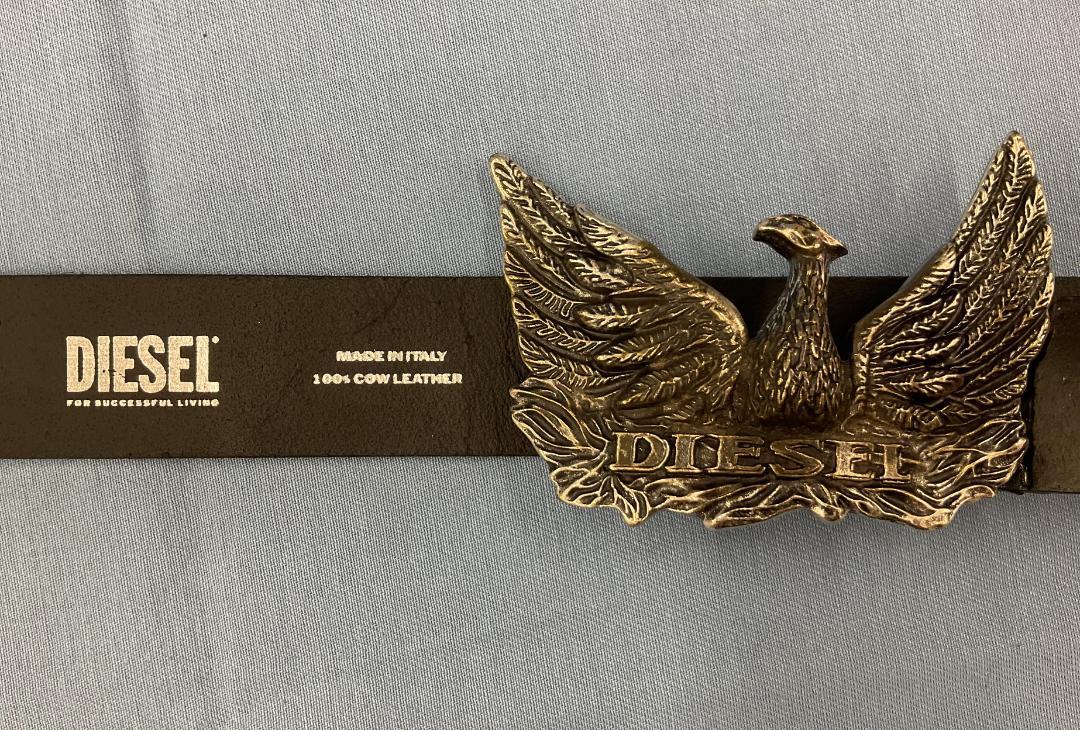 DIESEL
FOR SUCCESSFUL LIVING
MADE IN ITALY
100% COW LEATHER
DIESEL